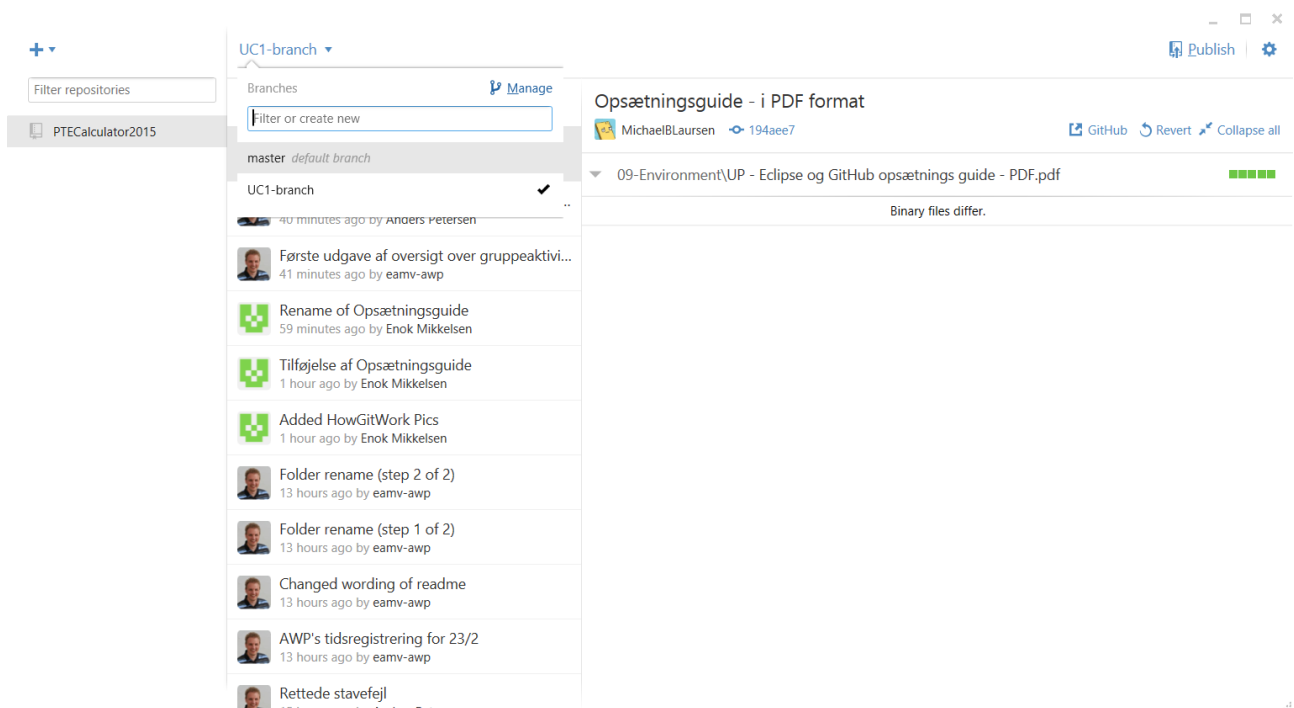 UC1-branch
Publish
Filter repositories
PTECalculator2015
Branches
Manage
Filter or create new
master default branch
UC1-branch
..
40 minutes ago by Anders Petersen
Første udgave af oversigt over gruppeaktivi...
41 minutes ago by eamv-awp
Rename of Opsætningsguide
59 minutes ago by Enok Mikkelsen
Tilføjelse af Opsætningsguide
1 hour ago by Enok Mikkelsen
Added HowGitWork Pics
1 hour ago by Enok Mikkelsen
Folder rename (step 2 of 2)
13 hours ago by eamv-awp
Folder rename (step 1 of 2)
13 hours ago by eamv-awp
Changed wording of readme
13 hours ago by eamv-awp
AWP's tidsregistrering for 23/2
13 hours ago by eamv-awp
Rettede stavefejl
Opsætningsguide - i PDF format
MichaelBLaursen 194aee7
GitHub Revert Collapse all
09-Environment\UP - Eclipse og GitHub opsætnings guide - PDF.pdf
Binary files differ.